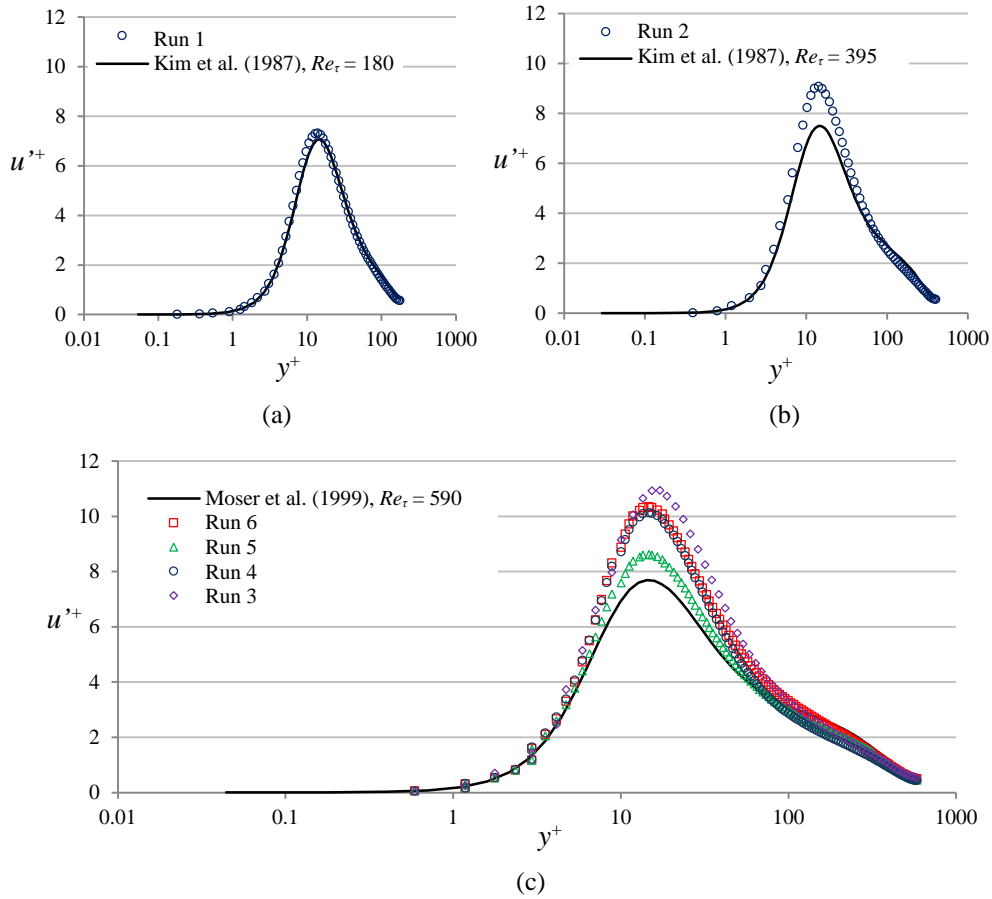 12
10
8
6
4
2
0
u’+
Run 1
Kim et al. (1987), Reτ = 180
0.01 0.1 1 10 100 1000
y+
(a)
12
10
8
6
4
2
0
u’+
Run 2
Kim et al. (1987), Reτ = 395
0.01 0.1 1 10 100 1000
y+
(b)
12
10
8
6
4
2
0
u’+
Moser et al. (1999), Reτ = 590
Run 6
Run 5
Run 4
Run 3
0.01 0.1 1 10 100 1000
y+
(c)